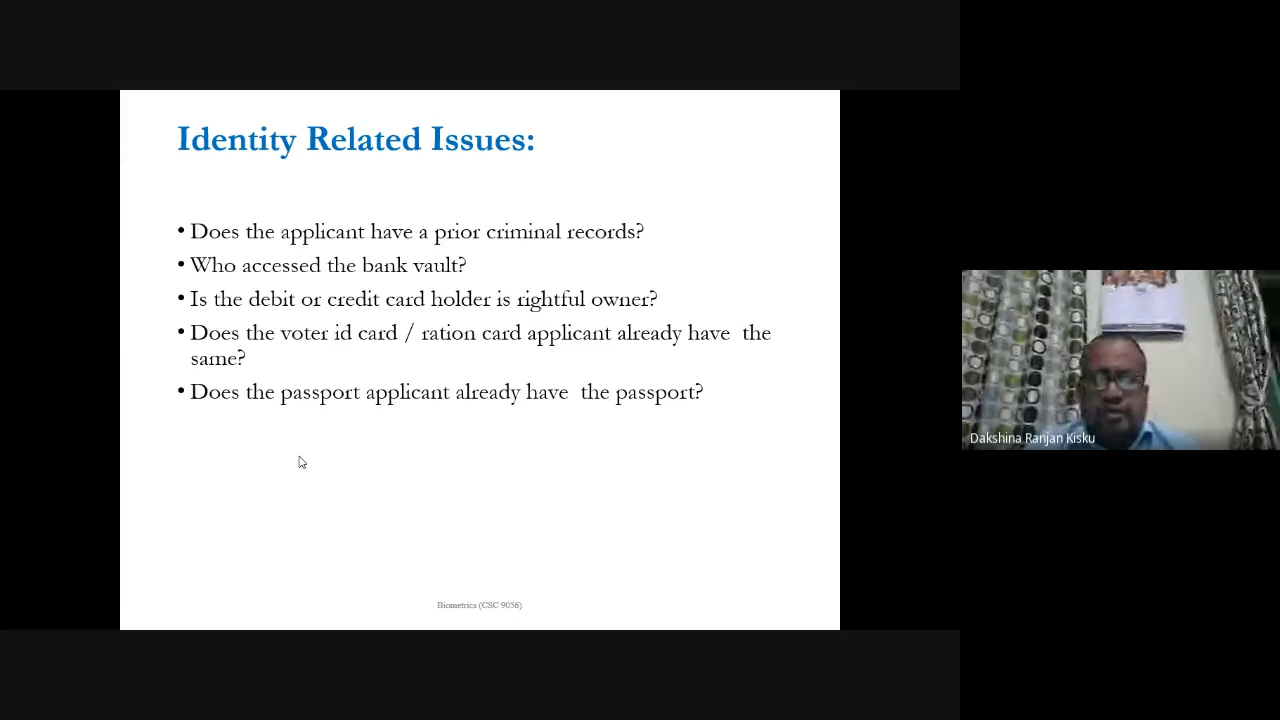 Identity Related Issues:
• Does the applicant have a prior criminal records?
• Who accessed the bank vault?
• Is the debit or credit card holder is rightful owner?
• Does the voter id card / ration card applicant already have  the
same?
• Does the passport applicant already have  the passport?
Biometrics (CSC 9056)
Dakshina Ranjan Kisku